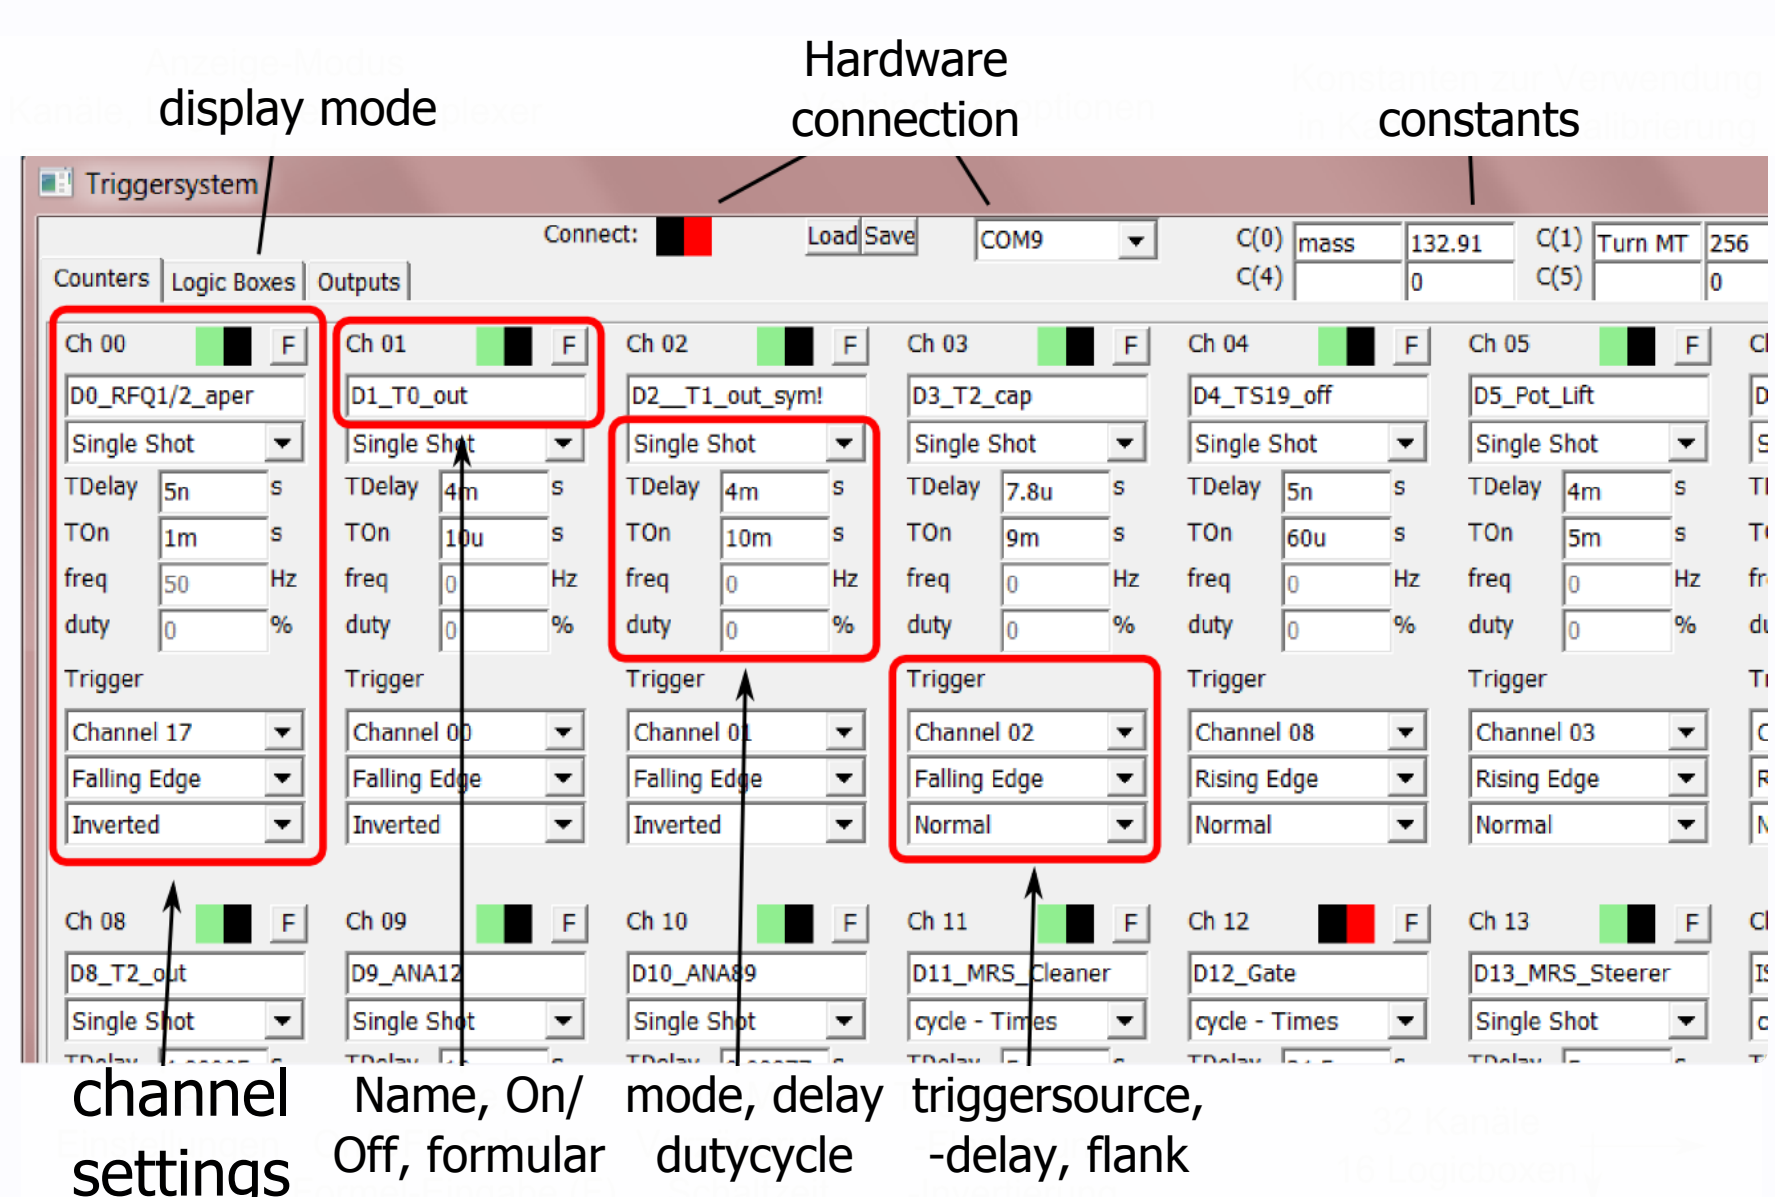 display mode
Hardware
connection
constants
Triggersystem
Connect: Load Save COM9 C(0) mass 132.91 C(1) Turn MT 256
C(4) 0 C(5) 0
Counters Logic Boxes Outputs
Ch 00 F Ch 01 F Ch 02 F Ch 03 F Ch 04 F Ch 05 F
D0_RFQ1/2_aper D1_T0_out D2__T1_out_sym! D3_T2_cap D4_TS19_off D5_Pot_Lift
Single Shot Single Shot Single Shot Single Shot Single Shot Single Shot
TDelay 5n s TDelay 4m s TDelay 4m s TDelay 7.8u s TDelay 5n s TDelay 4m s
TOn 1m s TOn 10u s TOn 10m s TOn 9m s TOn 60u s TOn 5m s
freq 50 Hz freq 0 Hz freq 0 Hz freq 0 Hz freq 0 Hz freq 0 Hz
duty 0 % duty 0 % duty 0 % duty 0 % duty 0 % duty 0 %
Trigger Trigger Trigger Trigger Trigger Trigger
Channel 17 Channel 00 Channel 01 Channel 02 Channel 08 Channel 03
Falling Edge Falling Edge Falling Edge Falling Edge Rising Edge Rising Edge
Inverted Inverted Inverted Normal Normal Normal
Ch 08 F Ch 09 F Ch 10 F Ch 11 F Ch 12 F Ch 13 F
D8_T2_out D9_ANA12 D10_ANA89 D11_MRS_Cleaner D12_Gate D13_MRS_Steerer
Single Shot Single Shot Single Shot cycle - Times cycle - Times Single Shot
TDelay TDelay TDelay TDelay TDelay TDelay
channel
settings
Name, On/
Off, formular
mode, delay
dutycycle
triggersource,
-delay, flank